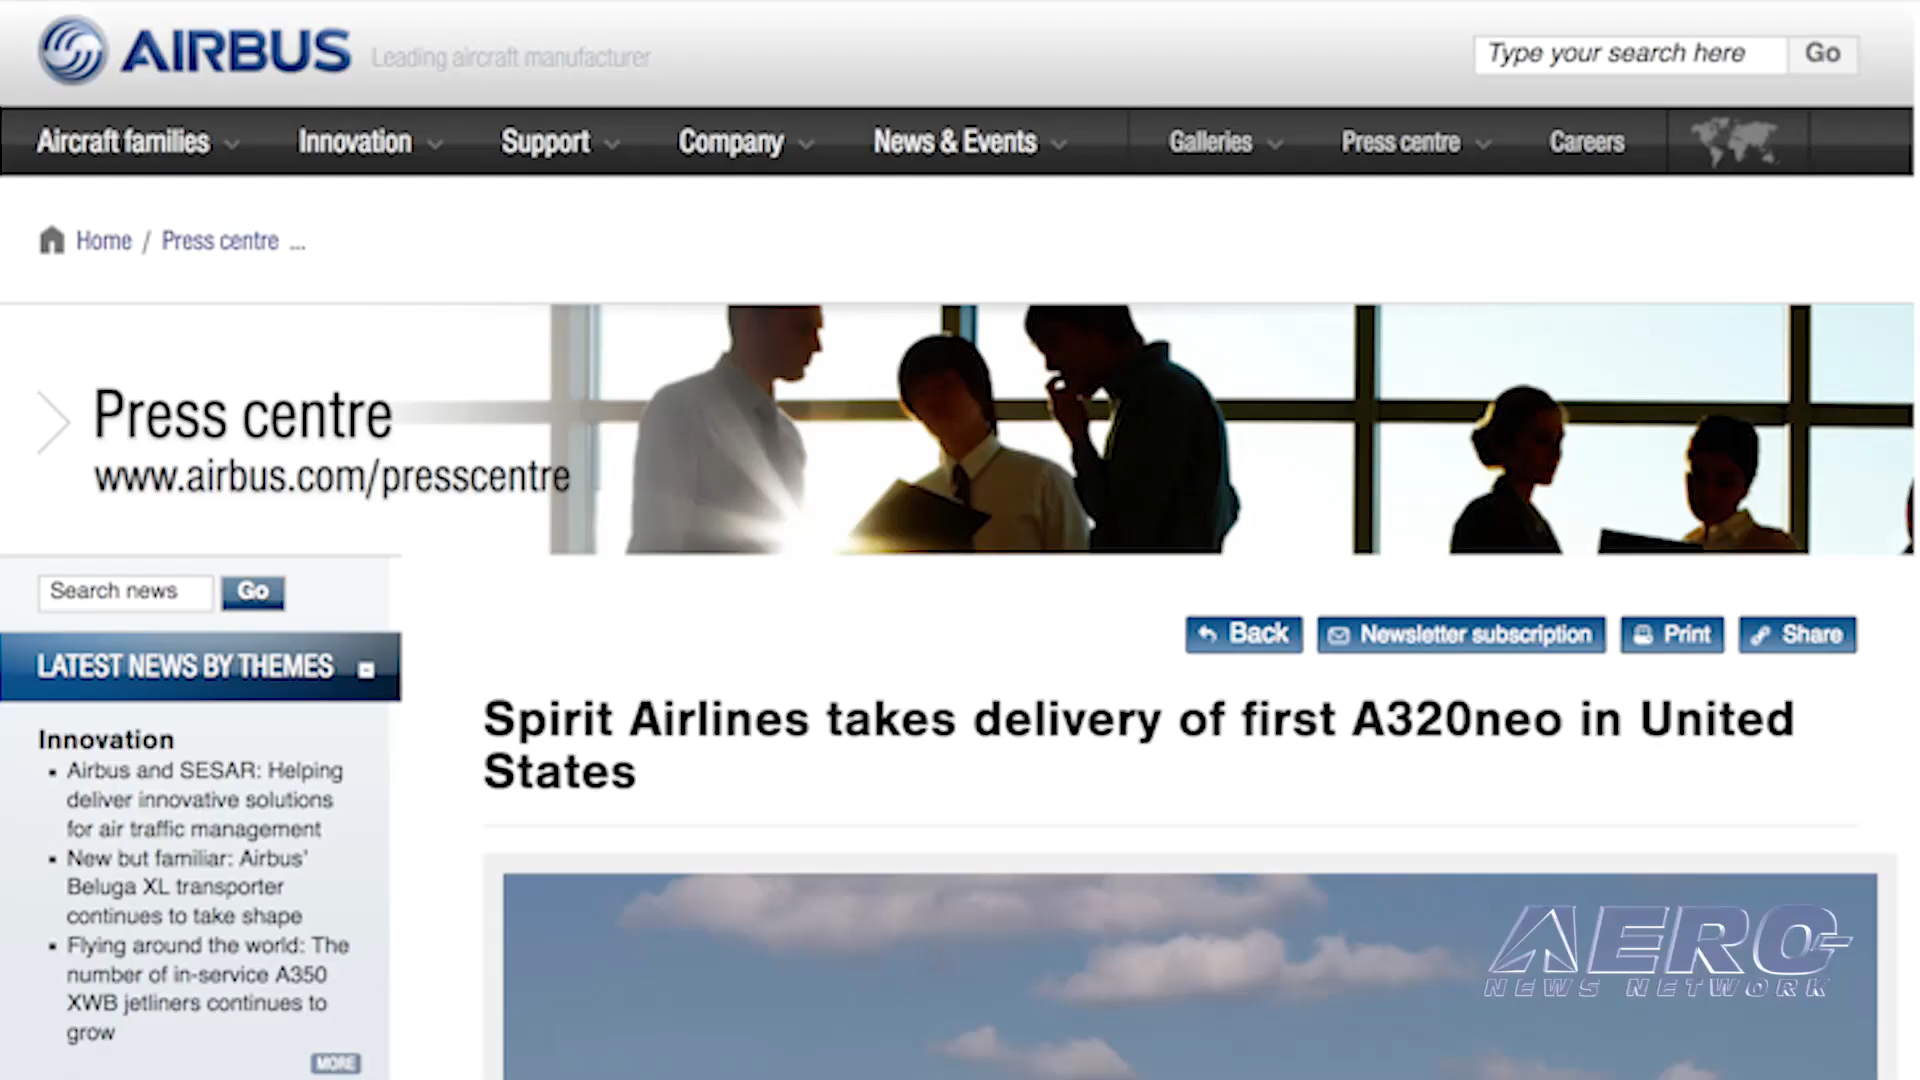 AIRBUS Leading aircraft manufacturer
Type your search here Go
Aircraft families Innovation Support Company News & Events Galleries Press centre Careers
Home / Press centre ...
Press centre
www.airbus.com/presscentre
Search news Go
Back Newsletter subscription Print Share
LATEST NEWS BY THEMES
Spirit Airlines takes delivery of first A320neo in United
States
Innovation
Airbus and SESAR: Helping
deliver innovative solutions
for air traffic management
New but familiar: Airbus'
Beluga XL transporter
continues to take shape
Flying around the world: The
number of in-service A350
XWB jetliners continues to
grow
MORE
AERO
NEWS NETWORK